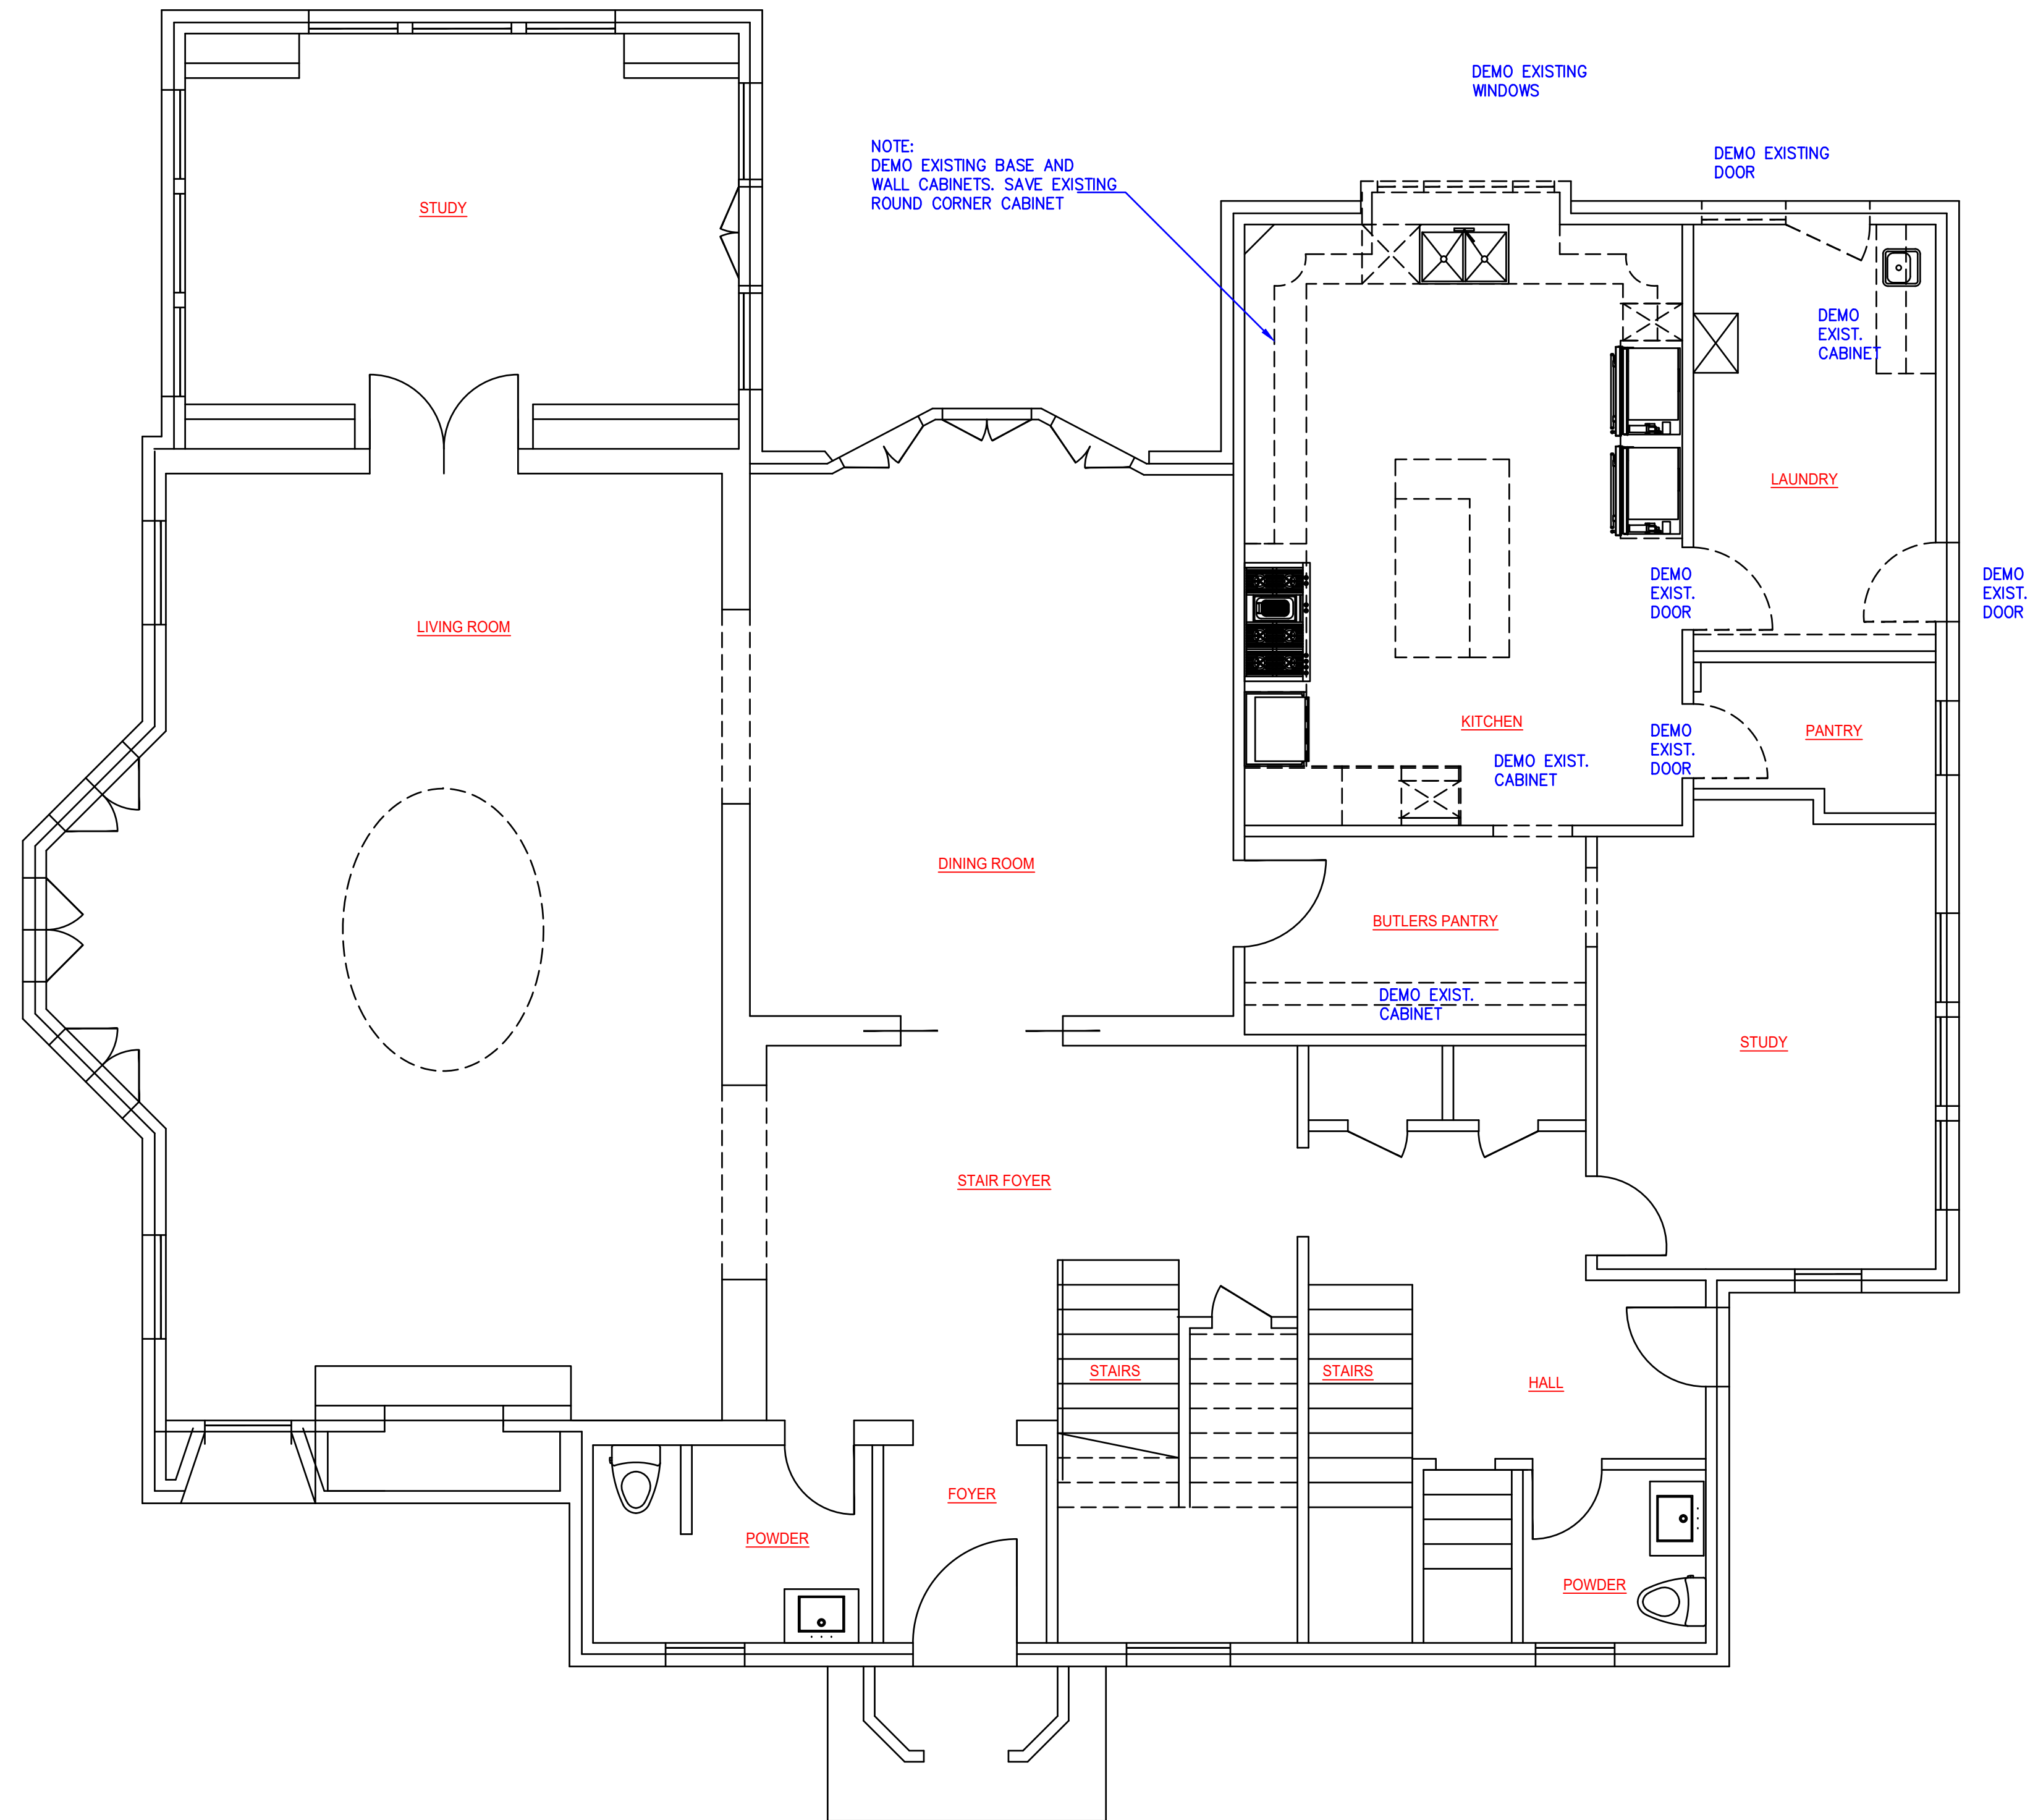 DEMO EXISTING
WINDOWS
NOTE:
DEMO EXISTING BASE AND
WALL CABINETS. SAVE EXISTING
ROUND CORNER CABINET
DEMO EXISTING
DOOR
STUDY
DEMO
EXIST.
CABINET
LAUNDRY
DEMO
EXIST.
DOOR
DEMO
EXIST.
DOOR
LIVING ROOM
KITCHEN
DEMO
EXIST.
DOOR
PANTRY
DEMO EXIST.
CABINET
DINING ROOM
BUTLERS PANTRY
DEMO EXIST.
CABINET
STUDY
STAIR FOYER
STAIRS
STAIRS
HALL
FOYER
POWDER
POWDER